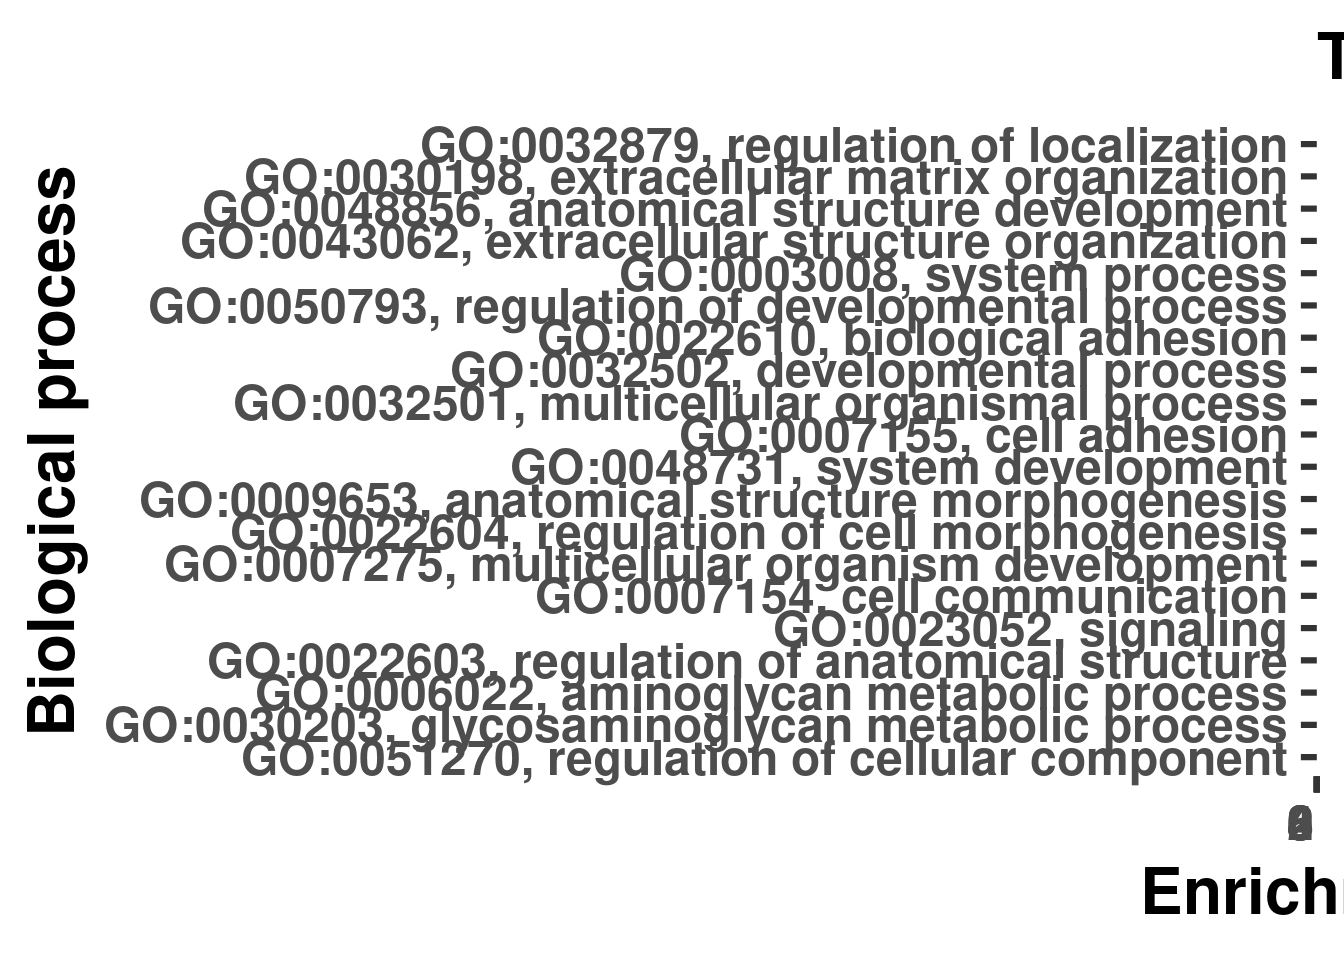 T
Biological process
GO:0032879, regulation of localization
GO:0030198, extracellular matrix organization
GO:0048856, anatomical structure development
GO:0043062, extracellular structure organization
GO:0003008, system process
GO:0050793, regulation of developmental process
GO:0022610, biological adhesion
GO:0032502, developmental process
GO:0032501, multicellular organismal process
GO:0007155, cell adhesion
GO:0048731, system development
GO:0009653, anatomical structure morphogenesis
GO:0022604, regulation of cell morphogenesis
GO:0007275, multicellular organism development
GO:0007154, cell communication
GO:0023052, signaling
GO:0022603, regulation of anatomical structure
GO:0006022, aminoglycan metabolic process
GO:0030203, glycosaminoglycan metabolic process
GO:0051270, regulation of cellular component
Enrich